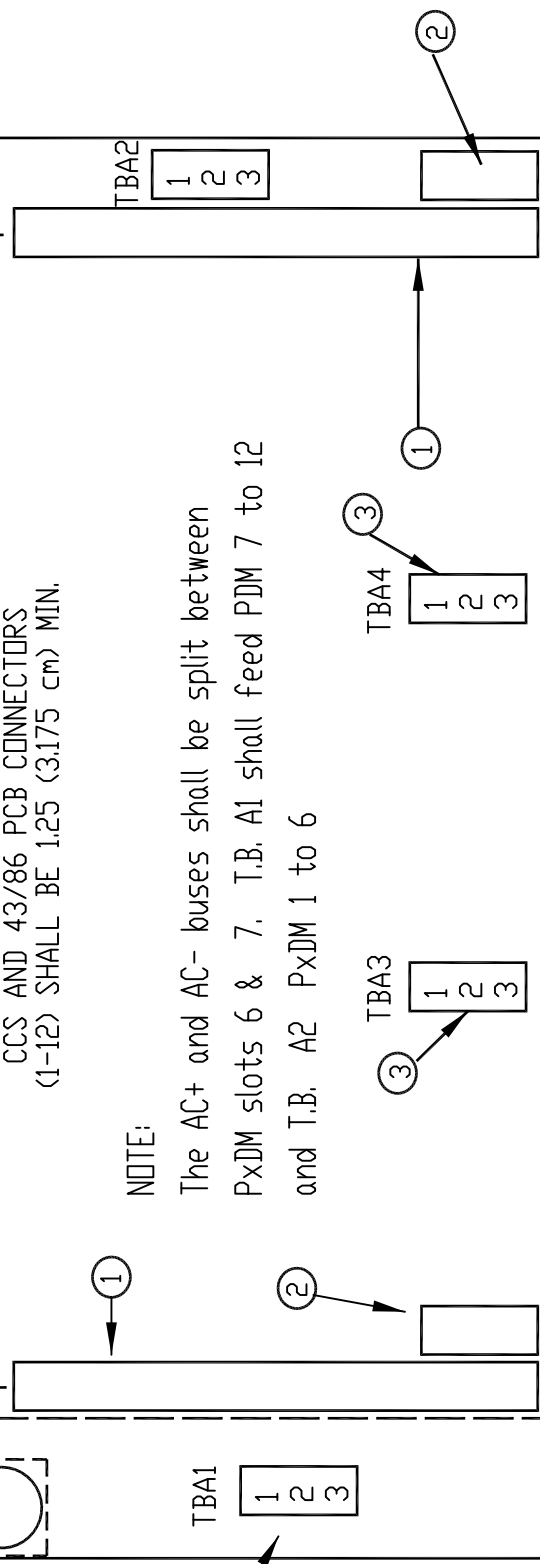 CCS AND 43/86 PCB CONNECTORS
(1-12) SHALL BE 1.25 (3.175 cm) MIN.
NOTE:
The AC+ and AC- buses shall be split between
PxDM slots 6 & 7. T.B. A1 shall feed PDM 7 to 12
and T.B. A2 PxDM 1 to 6
1
2
TBA1
1
2
3
3
TBA3
1
2
3
3
TBA4
1
2
3
1
TBA2
1
2
3
2